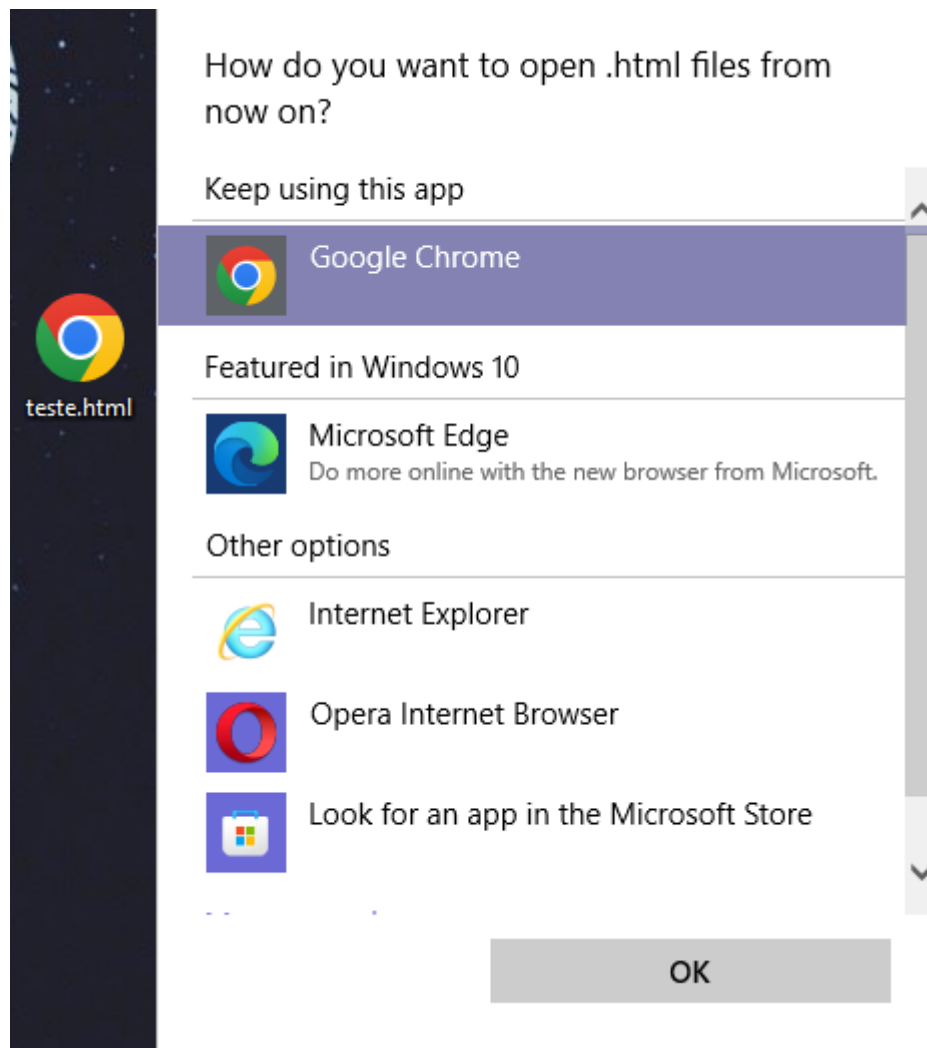 How do you want to open .html files from
now on?
Keep using this app
Google Chrome
Featured in Windows 10
Microsoft Edge
Do more online with the new browser from Microsoft.
Other options
Internet Explorer
Opera Internet Browser
Look for an app in the Microsoft Store
OK
teste.html